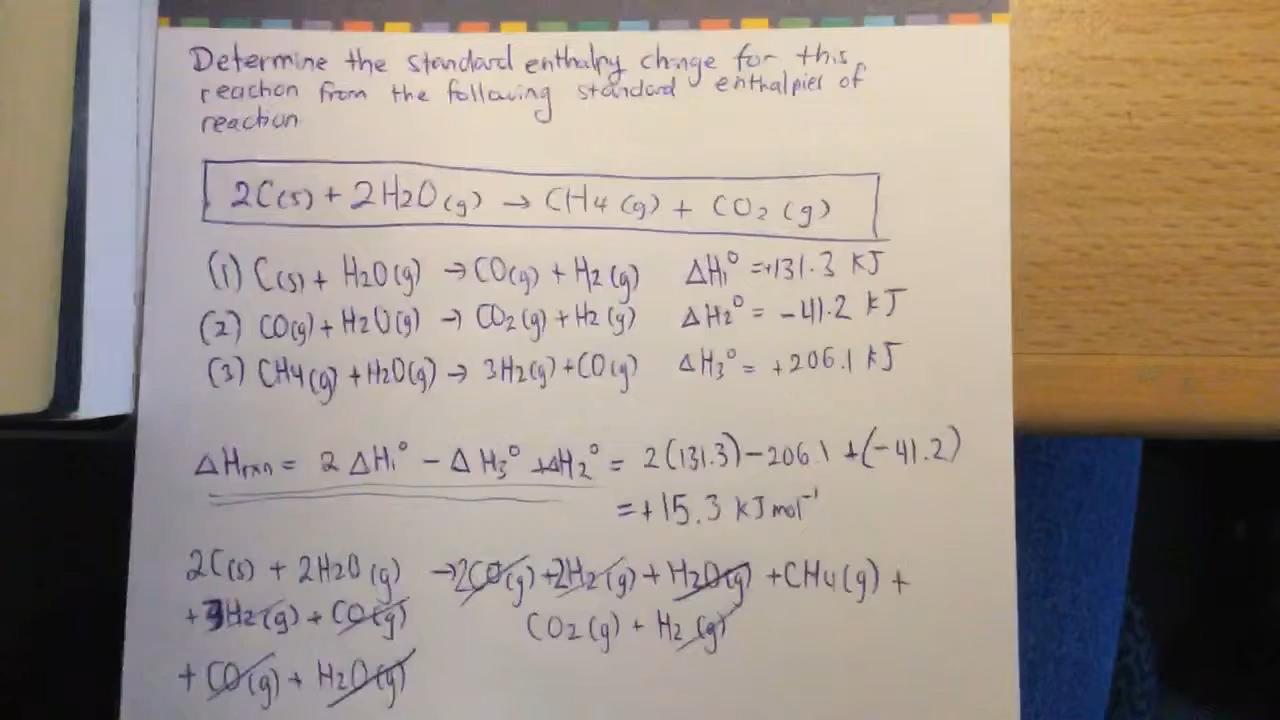 Determine the standard enthalpy change for this
reaction from the following standard enthalpies of
reaction
2C(s) + 2H2O(g) → CH4(g) + CO2(g)
(1) C(s) + H2O(g) → CO(g) + H2(g) ΔH1° = +131.3 kJ
(2) CO(g) + H2O(g) → CO2(g) + H2(g) ΔH2° = -41.2 kJ
(3) CH4(g) + H2O(g) → 3H2(g) + CO(g) ΔH3° = +206.1 kJ
ΔHrxn = 2ΔH1° - ΔH3° + ΔH2° = 2(131.3) - 206.1 + (-41.2)
= +15.3 kJ mol⁻¹
2C(s) + 2H2O(g) → 2CO(g) + 2H2(g) + H2O(g) + CH4(g) +
+ 3H2(g) + CO(g) CO2(g) + H2(g)
+ CO(g) + H2O(g)